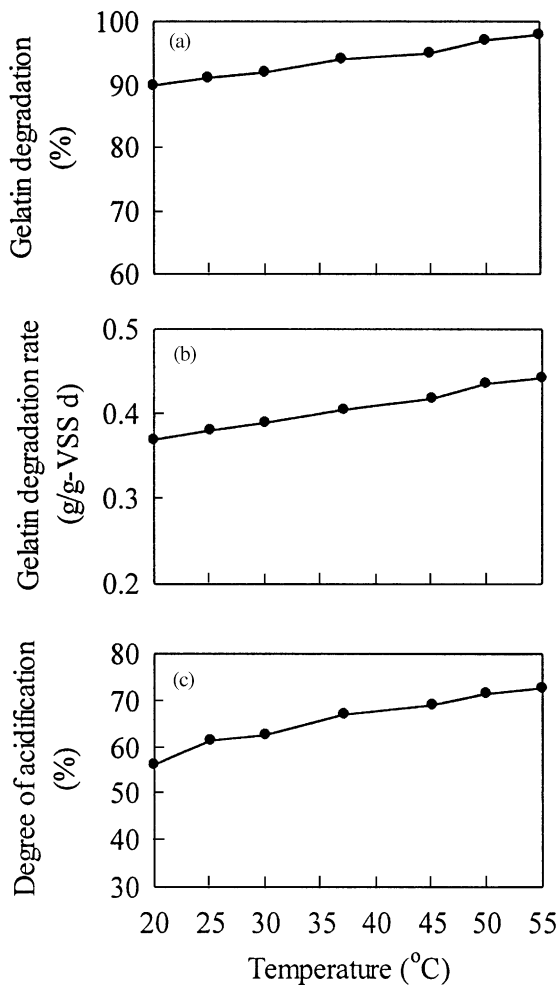 Gelatin degradation
(%)
100
90
80
70
60
(a)
Gelatin degradation rate
(g/g-VSS d)
0.5
0.4
0.3
0.2
(b)
Degree of acidification
(%)
80
70
60
50
40
30
(c)
20 25 30 35 40 45 50 55
Temperature (°C)